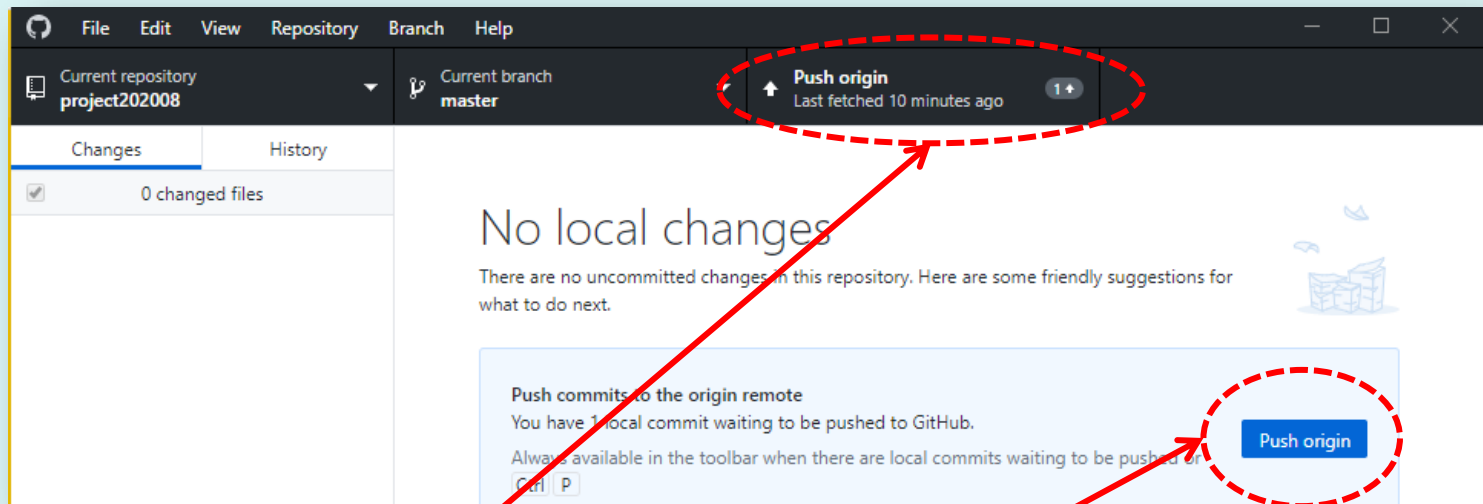 File Edit View Repository Branch Help
Current repository
project202008
Current branch
master
Push origin
Last fetched 10 minutes ago
1
Changes History
0 changed files
No local changes
There are no uncommitted changes in this repository. Here are some friendly suggestions for
what to do next.
Push commits to the origin remote
You have 1 local commit waiting to be pushed to GitHub.
Always available in the toolbar when there are local commits waiting to be pushed or
Ctrl P
Push origin